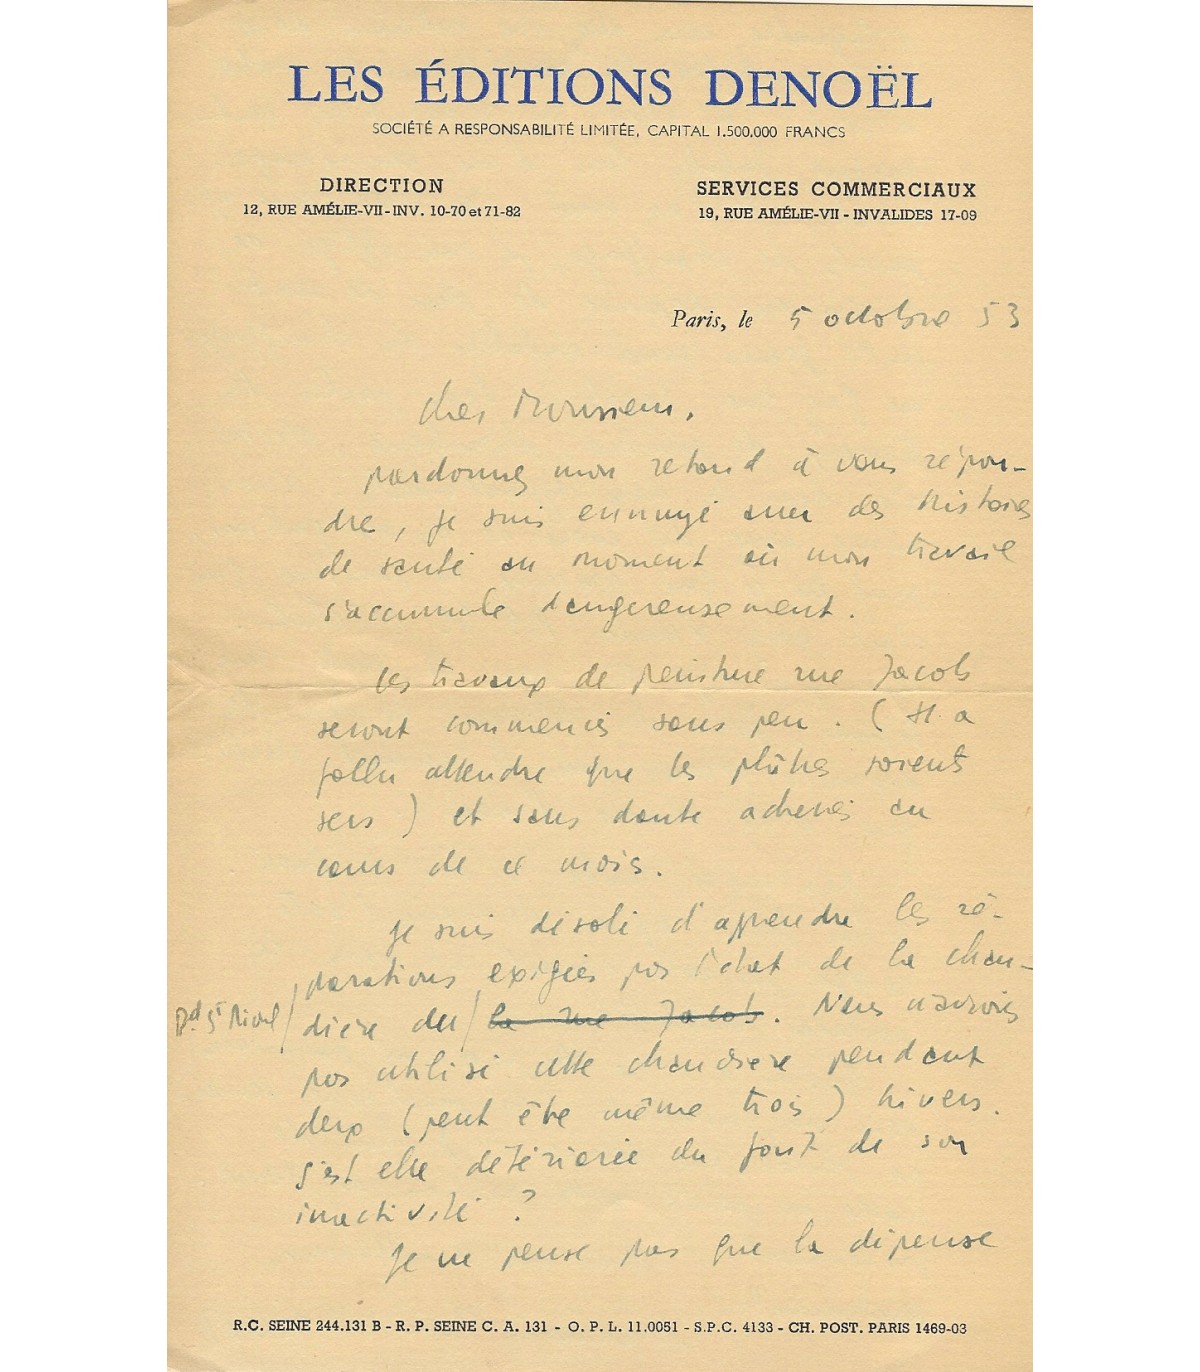 LES ÉDITIONS DENOËL
SOCIÉTÉ A RESPONSABILITÉ LIMITÉE, CAPITAL 1.500.000 FRANCS
DIRECTION
12, RUE AMÉLIE-VII-INV. 10-70 et 71-82
SERVICES COMMERCIAUX
19, RUE AMÉLIE-VII - INVALIDES 17-09
Paris, le 5 octobre 53
cher Monsieur,
pardonnez mon retard à vous répon-
dre, je suis ennuyé avec des histoires
de santé au moment où mon travail
s'accumule dangereusement.
les travaux de peinture rue Jacob
seront commencés sous peu. (Il a
fallu attendre que les plâtres soient
secs) et sans doute achevés au
cours de ce mois.
Je suis désolé d'apprendre les ré-
parations exigées par l'état de la chau-
dière du / la rue Jacob. Nous n'avons
Bd St Michel /
pas utilisé cette chaudière pendant
deux (peut être même trois) hivers.
s'est elle détériorée du fait de son
inactivité ?
Je ne pense pas que la dépense
R.C. SEINE 244.131 B - R. P. SEINE C. A. 131 - O. P. L. 11.0051 - S.P.C. 4133 - CH. POST. PARIS 1469-03